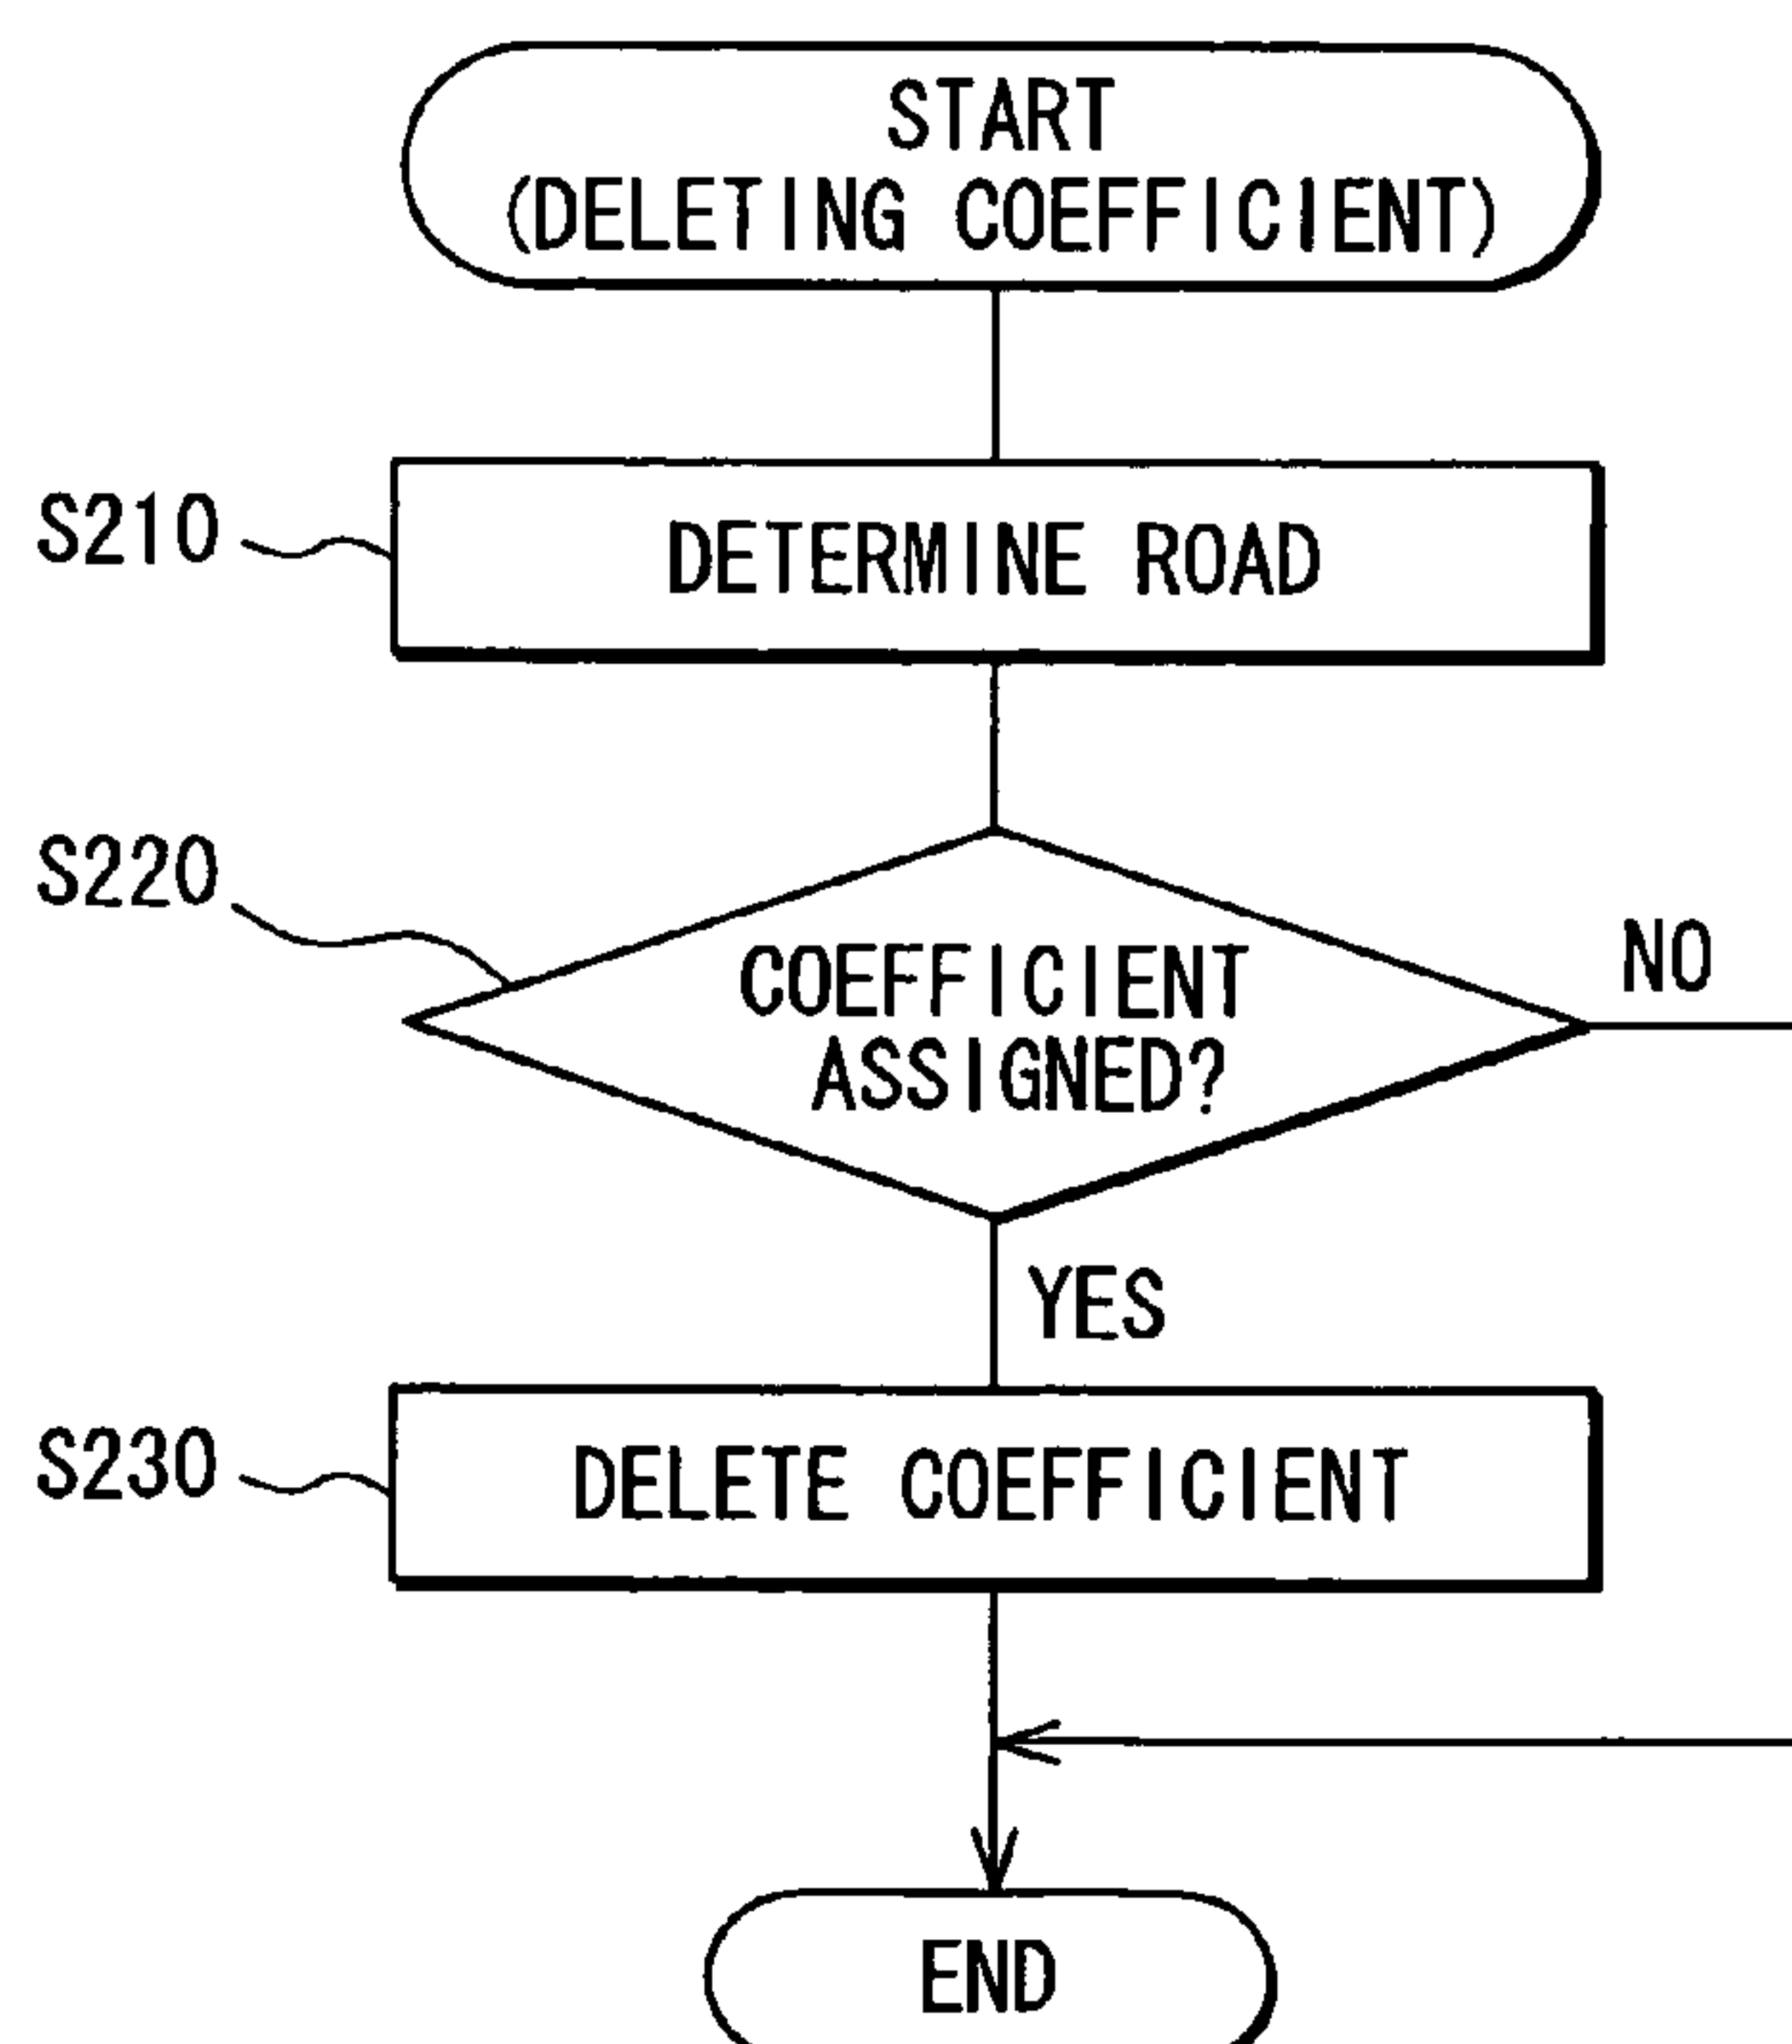 START
(DELETING COEFFICIENT)
S210
DETERMINE ROAD
S220
COEFFICIENT
ASSIGNED?
NO
YES
S230
DELETE COEFFICIENT
END